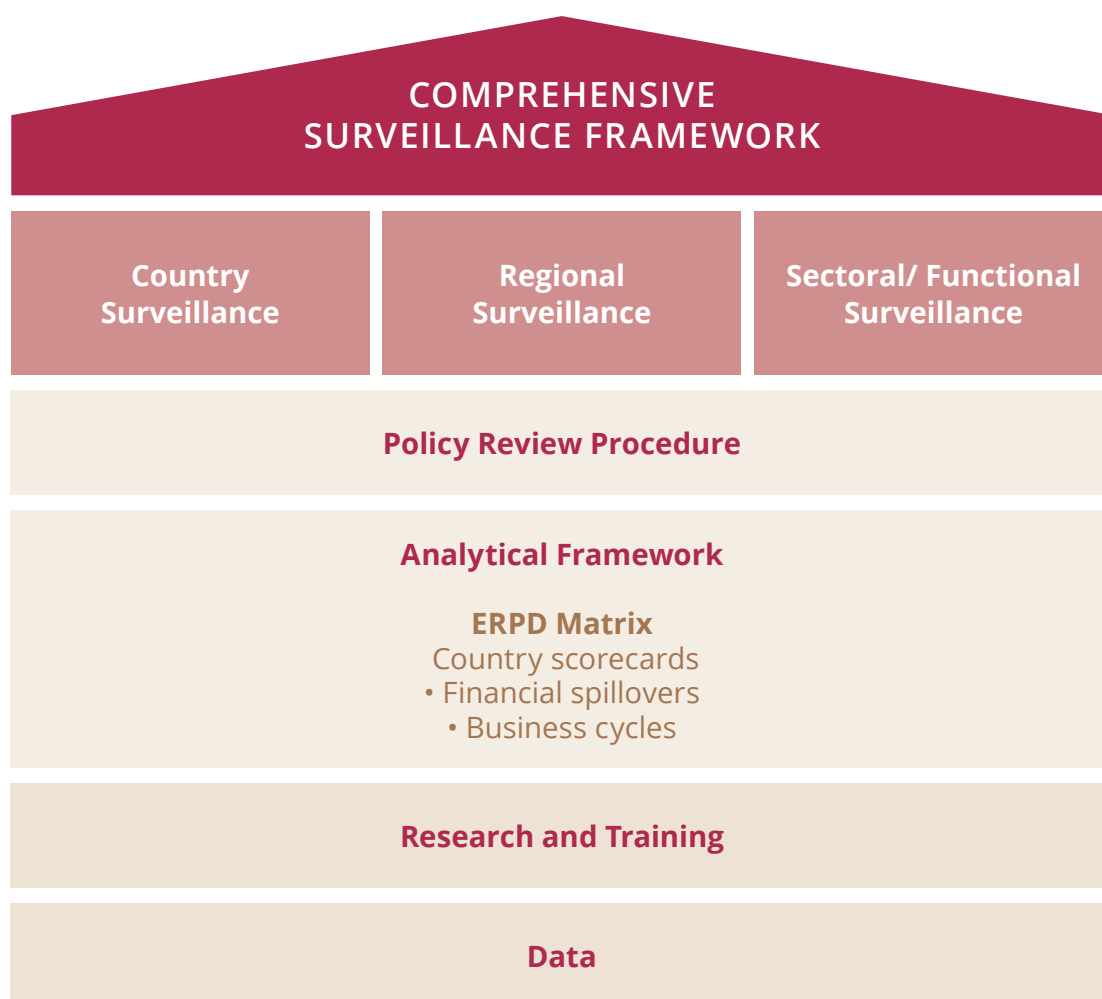 COMPREHENSIVE
SURVEILLANCE FRAMEWORK
Country
Surveillance
Regional
Surveillance
Sectoral/ Functional
Surveillance
Policy Review Procedure
Analytical Framework
ERPD Matrix
Country scorecards
• Financial spillovers
• Business cycles
Research and Training
Data